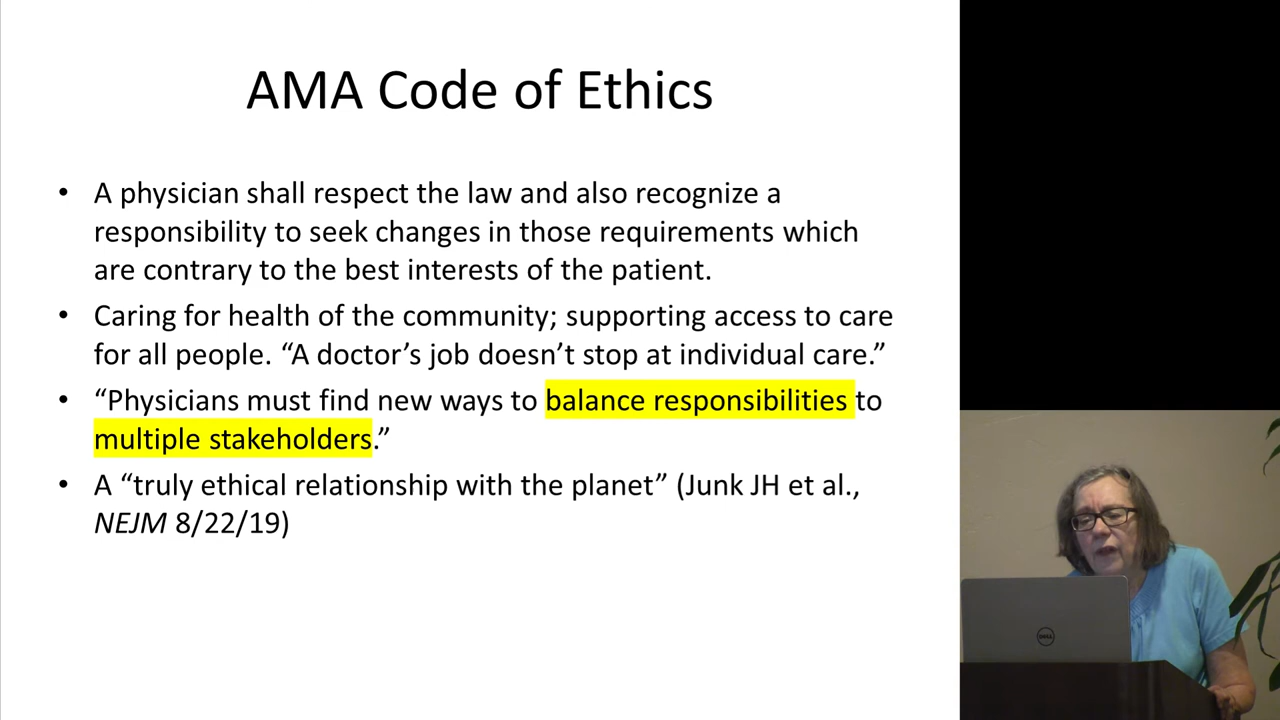 AMA Code of Ethics
• A physician shall respect the law and also recognize a
responsibility to seek changes in those requirements which
are contrary to the best interests of the patient.
• Caring for health of the community; supporting access to care
for all people. “A doctor’s job doesn’t stop at individual care.”
• “Physicians must find new ways to balance responsibilities to
multiple stakeholders.”
• A “truly ethical relationship with the planet” (Junk JH et al.,
NEJM 8/22/19)
DELL